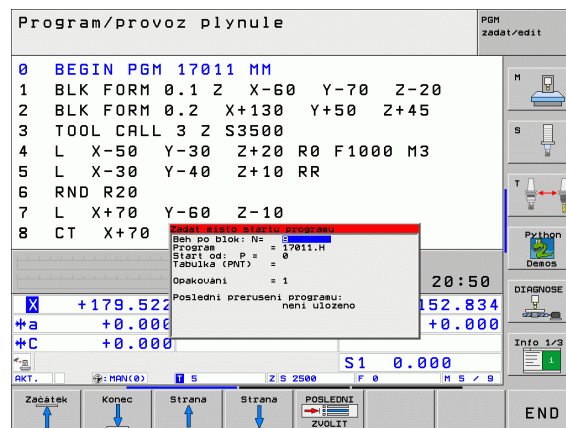 Program/provoz plynule
PGM
zadat/edit
0 BEGIN PGM 17011 MM
1 BLK FORM 0.1 Z X-60 Y-70 Z-20
2 BLK FORM 0.2 X+130 Y+50 Z+45
3 TOOL CALL 3 Z S3500
4 L X-50 Y-30 Z+20 R0 F1000 M3
5 L X-30 Y-40 Z+10 RR
6 RND R20
7 L X+70 Y-60 Z-10
8 CT X+70
Zadat misto startu programu
Beh po blok: N= 9
Program = 17011.H
Start od: P = 0
Tabulka (PNT) =
Opakovani = 1
Posledni preruseni programu:
neni ulozeno
20:50
X +179.522
152.834
a +0.000
+0.000
C +0.000
S1 0.000
AKT.
: MAN(0)
T 5
Z S 2500
F 0
M 5 / 9
M
S
T
Python
Demos
DIAGNOSE
Info 1/3
Začátek
Konec
Strana
Strana
POSLEDNI
ZVOLIT
END